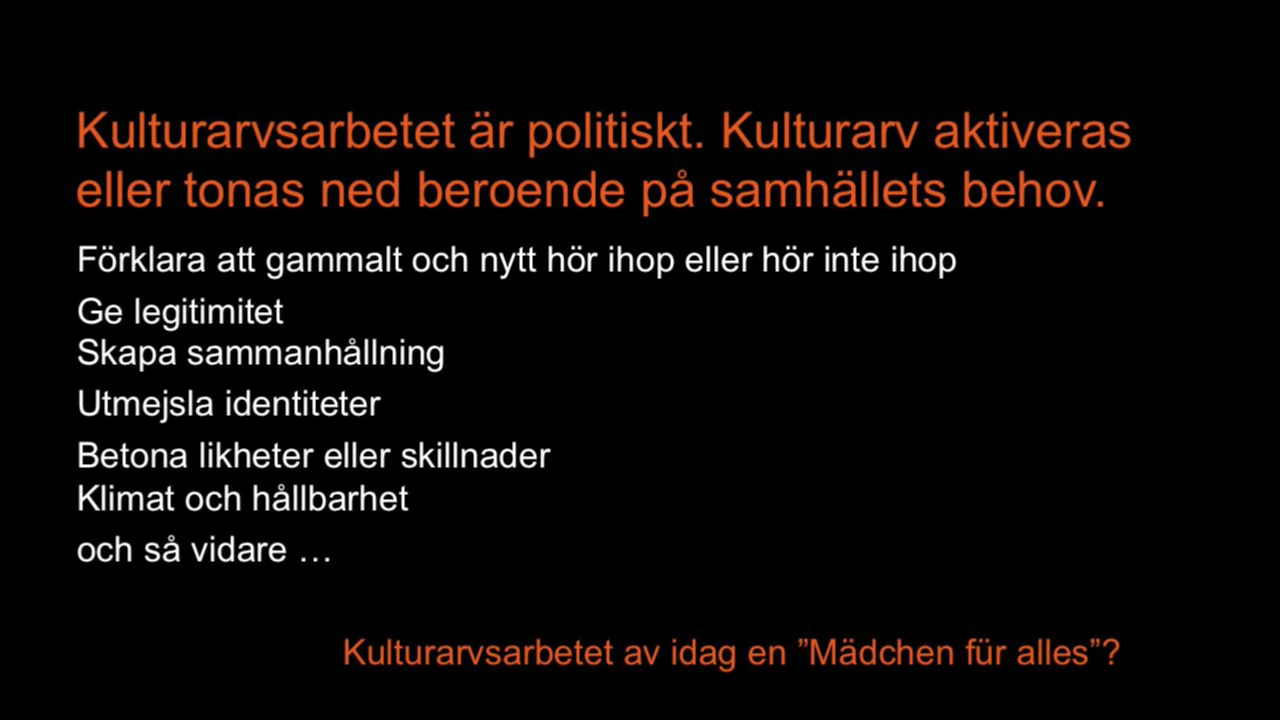 Kulturarvsarbetet är politiskt. Kulturarv aktiveras
eller tonas ned beroende på samhällets behov.
Förklara att gammalt och nytt hör ihop eller hör inte ihop
Ge legitimitet
Skapa sammanhållning
Utmejsla identiteter
Betona likheter eller skillnader
Klimat och hållbarhet
och så vidare …
Kulturarvsarbetet av idag en ”Mädchen für alles”?